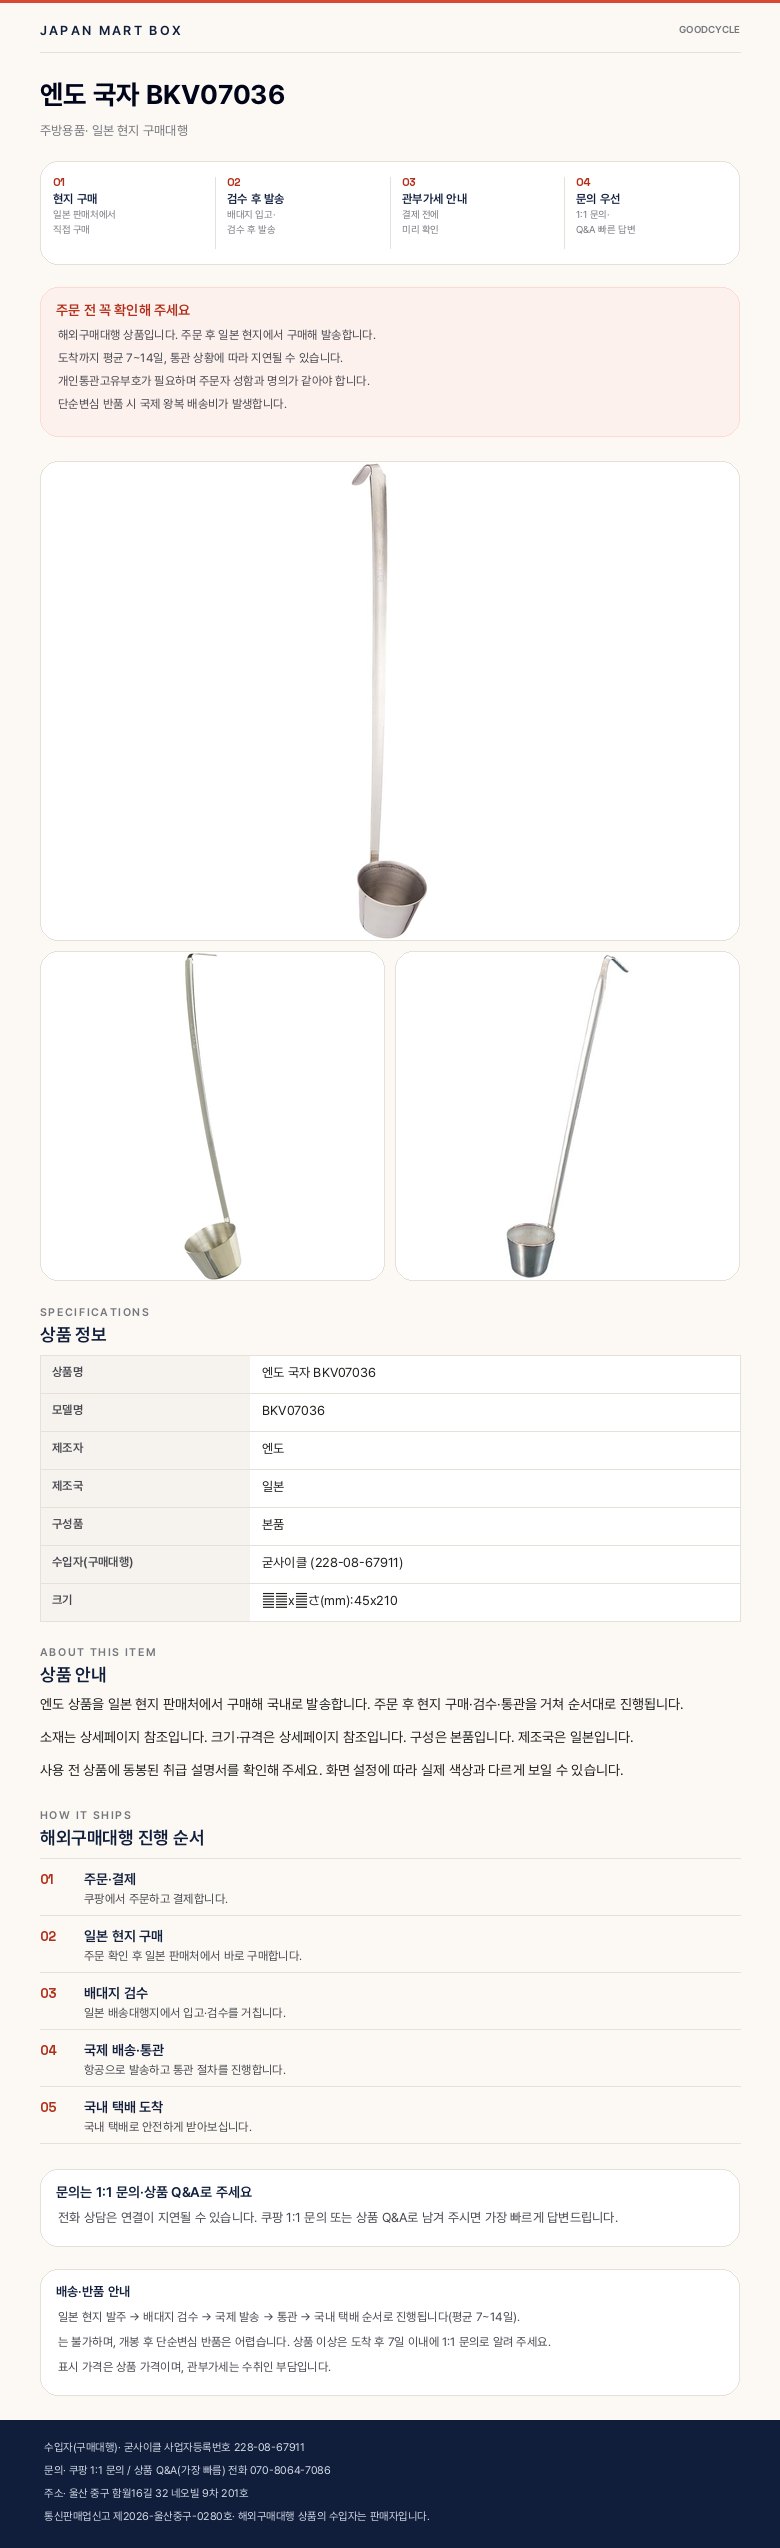 JAPAN MART BOX
GOODCYCLE
엔도 국자 BKV07036
주방용품· 일본 현지 구매대행
01
현지 구매
일본 판매처에서
직접 구매
02
검수 후 발송
배대지 입고·
검수 후 발송
03
관부가세 안내
결제 전에
미리 확인
04
문의 우선
1:1 문의·
Q&A 빠른 답변
주문 전 꼭 확인해 주세요
해외구매대행 상품입니다. 주문 후 일본 현지에서 구매해 발송합니다.
도착까지 평균 7~14일, 통관 상황에 따라 지연될 수 있습니다.
개인통관고유부호가 필요하며 주문자 성함과 명의가 같아야 합니다.
단순변심 반품 시 국제 왕복 배송비가 발생합니다.
SPECIFICATIONS
상품 정보
상품명 엔도 국자 BKV07036
모델명 BKV07036
제조자 엔도
제조국 일본
구성품 본품
수입자(구매대행) 굳사이클 (228-08-67911)
크기 x さ(mm):45x210
ABOUT THIS ITEM
상품 안내
엔도 상품을 일본 현지 판매처에서 구매해 국내로 발송합니다. 주문 후 현지 구매·검수·통관을 거쳐 순서대로 진행됩니다.
소재는 상세페이지 참조입니다. 크기·규격은 상세페이지 참조입니다. 구성은 본품입니다. 제조국은 일본입니다.
사용 전 상품에 동봉된 취급 설명서를 확인해 주세요. 화면 설정에 따라 실제 색상과 다르게 보일 수 있습니다.
HOW IT SHIPS
해외구매대행 진행 순서
01 주문·결제
쿠팡에서 주문하고 결제합니다.
02 일본 현지 구매
주문 확인 후 일본 판매처에서 바로 구매합니다.
03 배대지 검수
일본 배송대행지에서 입고·검수를 거칩니다.
04 국제 배송·통관
항공으로 발송하고 통관 절차를 진행합니다.
05 국내 택배 도착
국내 택배로 안전하게 받아보십니다.
문의는 1:1 문의·상품 Q&A로 주세요
전화 상담은 연결이 지연될 수 있습니다. 쿠팡 1:1 문의 또는 상품 Q&A로 남겨 주시면 가장 빠르게 답변드립니다.
배송·반품 안내
일본 현지 발주 → 배대지 검수 → 국제 발송 → 통관 → 국내 택배 순서로 진행됩니다(평균 7~14일).
는 불가하며, 개봉 후 단순변심 반품은 어렵습니다. 상품 이상은 도착 후 7일 이내에 1:1 문의로 알려 주세요.
표시 가격은 상품 가격이며, 관부가세는 수취인 부담입니다.
수입자(구매대행)· 굳사이클 사업자등록번호 228-08-67911
문의· 쿠팡 1:1 문의 / 상품 Q&A(가장 빠름) 전화 070-8064-7086
주소· 울산 중구 함월16길 32 네오빌 9차 201호
통신판매업신고 제2026-울산중구-0280호· 해외구매대행 상품의 수입자는 판매자입니다.